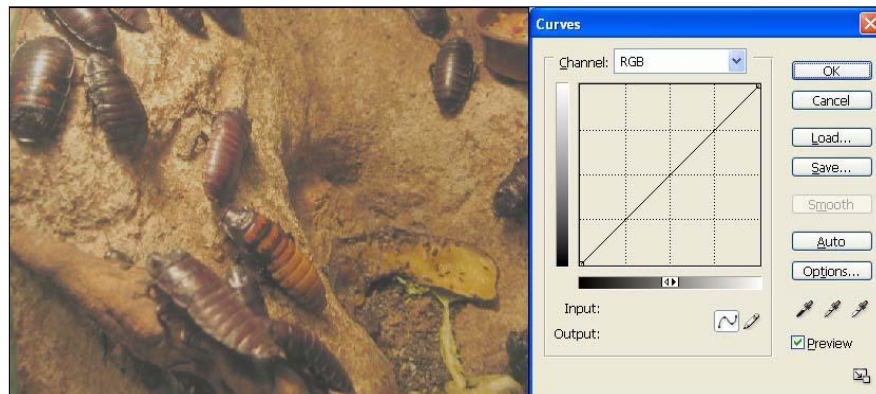 Curves
Channel: RGB
OK
Cancel
Load...
Save...
Smooth
Auto
Options...
Input:
Output:
Preview